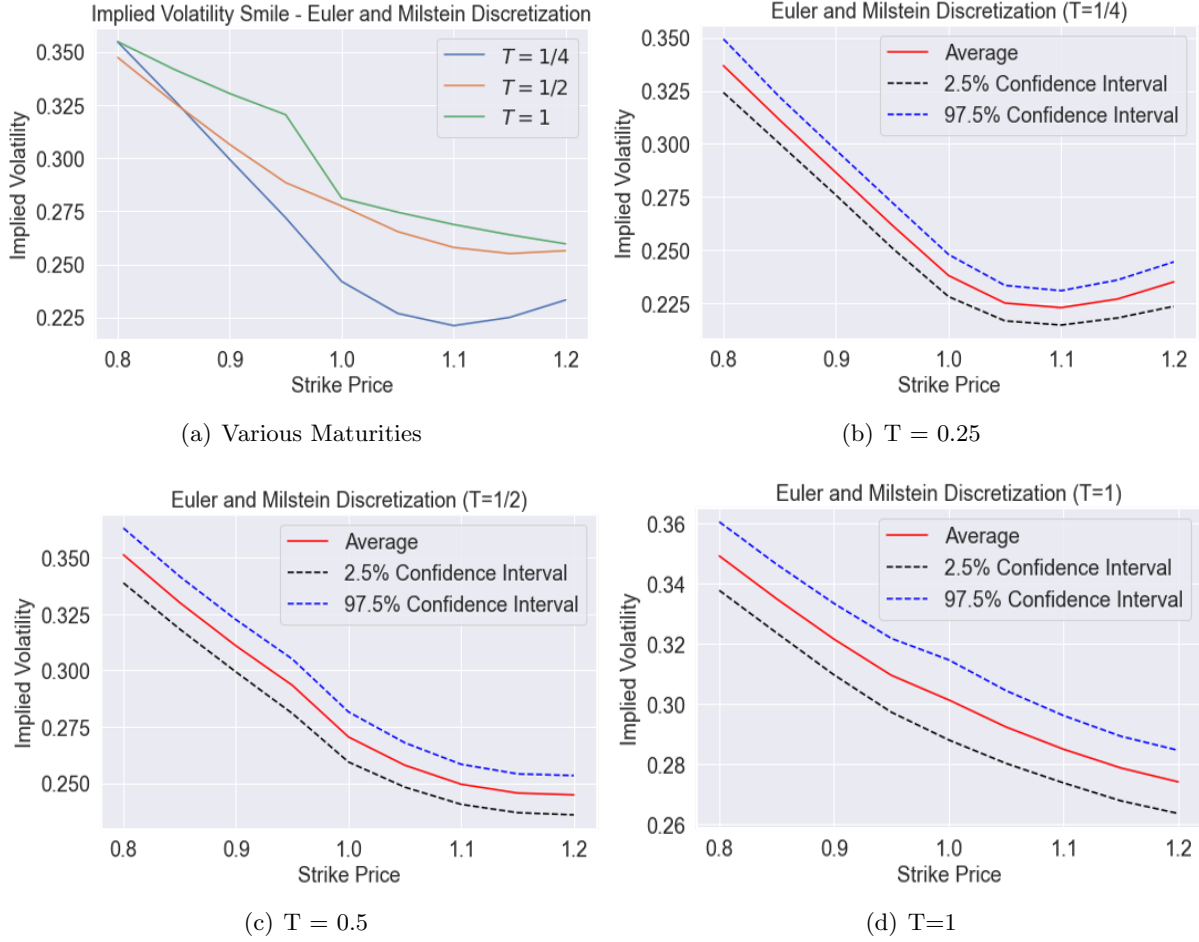 Implied Volatility Smile - Euler and Milstein Discretization
0.350
0.325
0.300
0.275
0.250
0.225
Implied Volatility
T = 1/4
T = 1/2
T = 1
0.8 0.9 1.0 1.1 1.2
Strike Price
(a) Various Maturities
Euler and Milstein Discretization (T=1/4)
0.350
0.325
0.300
0.275
0.250
0.225
Implied Volatility
Average
2.5% Confidence Interval
97.5% Confidence Interval
0.8 0.9 1.0 1.1 1.2
Strike Price
(b) T = 0.25
Euler and Milstein Discretization (T=1/2)
0.350
0.325
0.300
0.275
0.250
Implied Volatility
Average
2.5% Confidence Interval
97.5% Confidence Interval
0.8 0.9 1.0 1.1 1.2
Strike Price
(c) T = 0.5
Euler and Milstein Discretization (T=1)
0.36
0.34
0.32
0.30
0.28
0.26
Implied Volatility
Average
2.5% Confidence Interval
97.5% Confidence Interval
0.8 0.9 1.0 1.1 1.2
Strike Price
(d) T=1